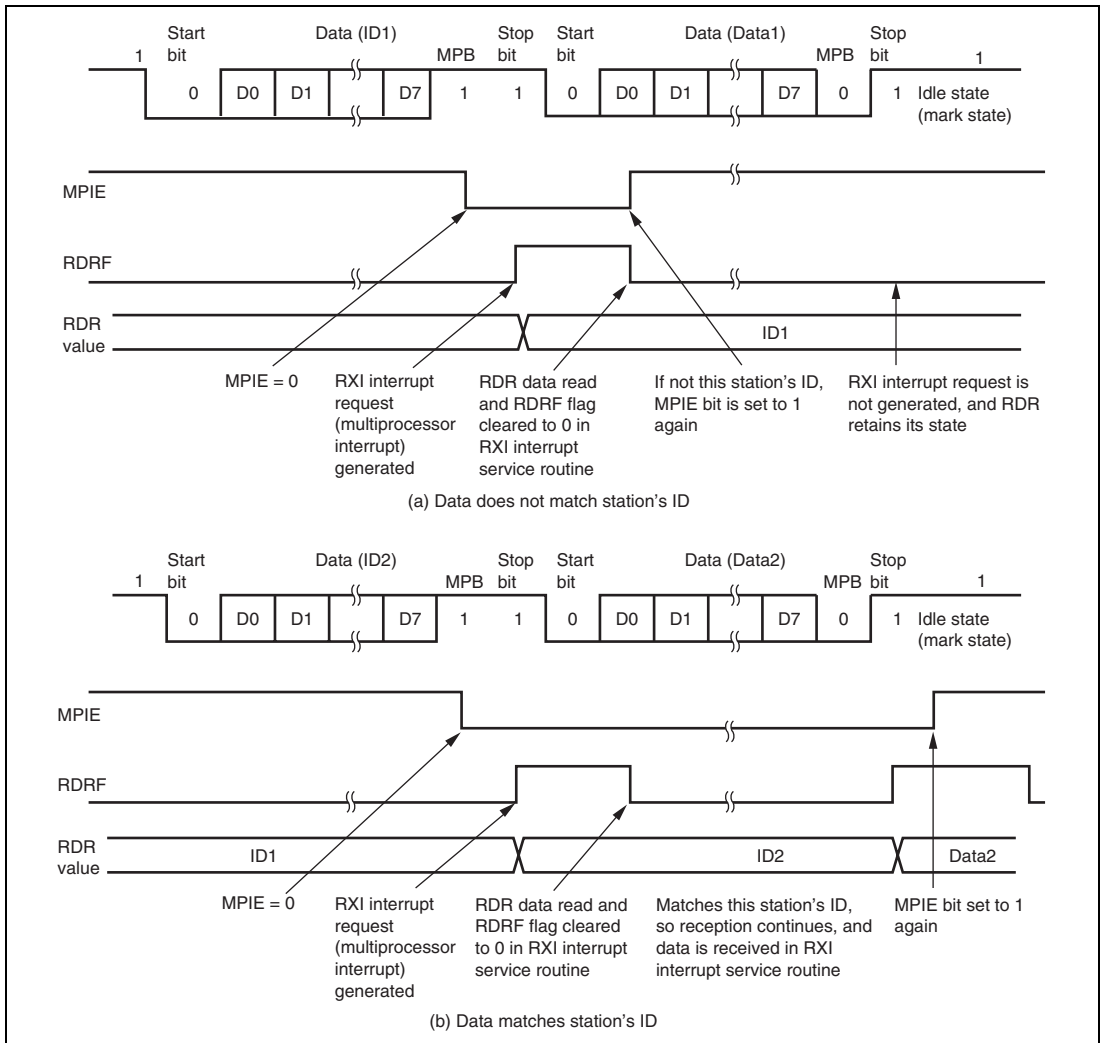 Start bit Data (ID1) MPB Stop bit Start bit Data (Data1) MPB Stop bit
1 1
0 D0 D1 D7 1 1 0 D0 D1 D7 0 1 Idle state (mark state)
MPIE
RDRF
RDR value
ID1
MPIE = 0
RXI interrupt
request
(multiprocessor
interrupt)
generated
RDR data read
and RDRF flag
cleared to 0 in
RXI interrupt
service routine
If not this station's ID,
MPIE bit is set to 1
again
RXI interrupt request is
not generated, and RDR
retains its state
(a) Data does not match station's ID
Start bit Data (ID2) MPB Stop bit Start bit Data (Data2) MPB Stop bit
1 1
0 D0 D1 D7 1 1 0 D0 D1 D7 0 1 Idle state (mark state)
MPIE
RDRF
RDR value
ID1 ID2 Data2
MPIE = 0
RXI interrupt
request
(multiprocessor
interrupt)
generated
RDR data read and
RDRF flag cleared
to 0 in RXI interrupt
service routine
Matches this station's ID,
so reception continues, and
data is received in RXI
interrupt service routine
MPIE bit set to 1
again
(b) Data matches station's ID